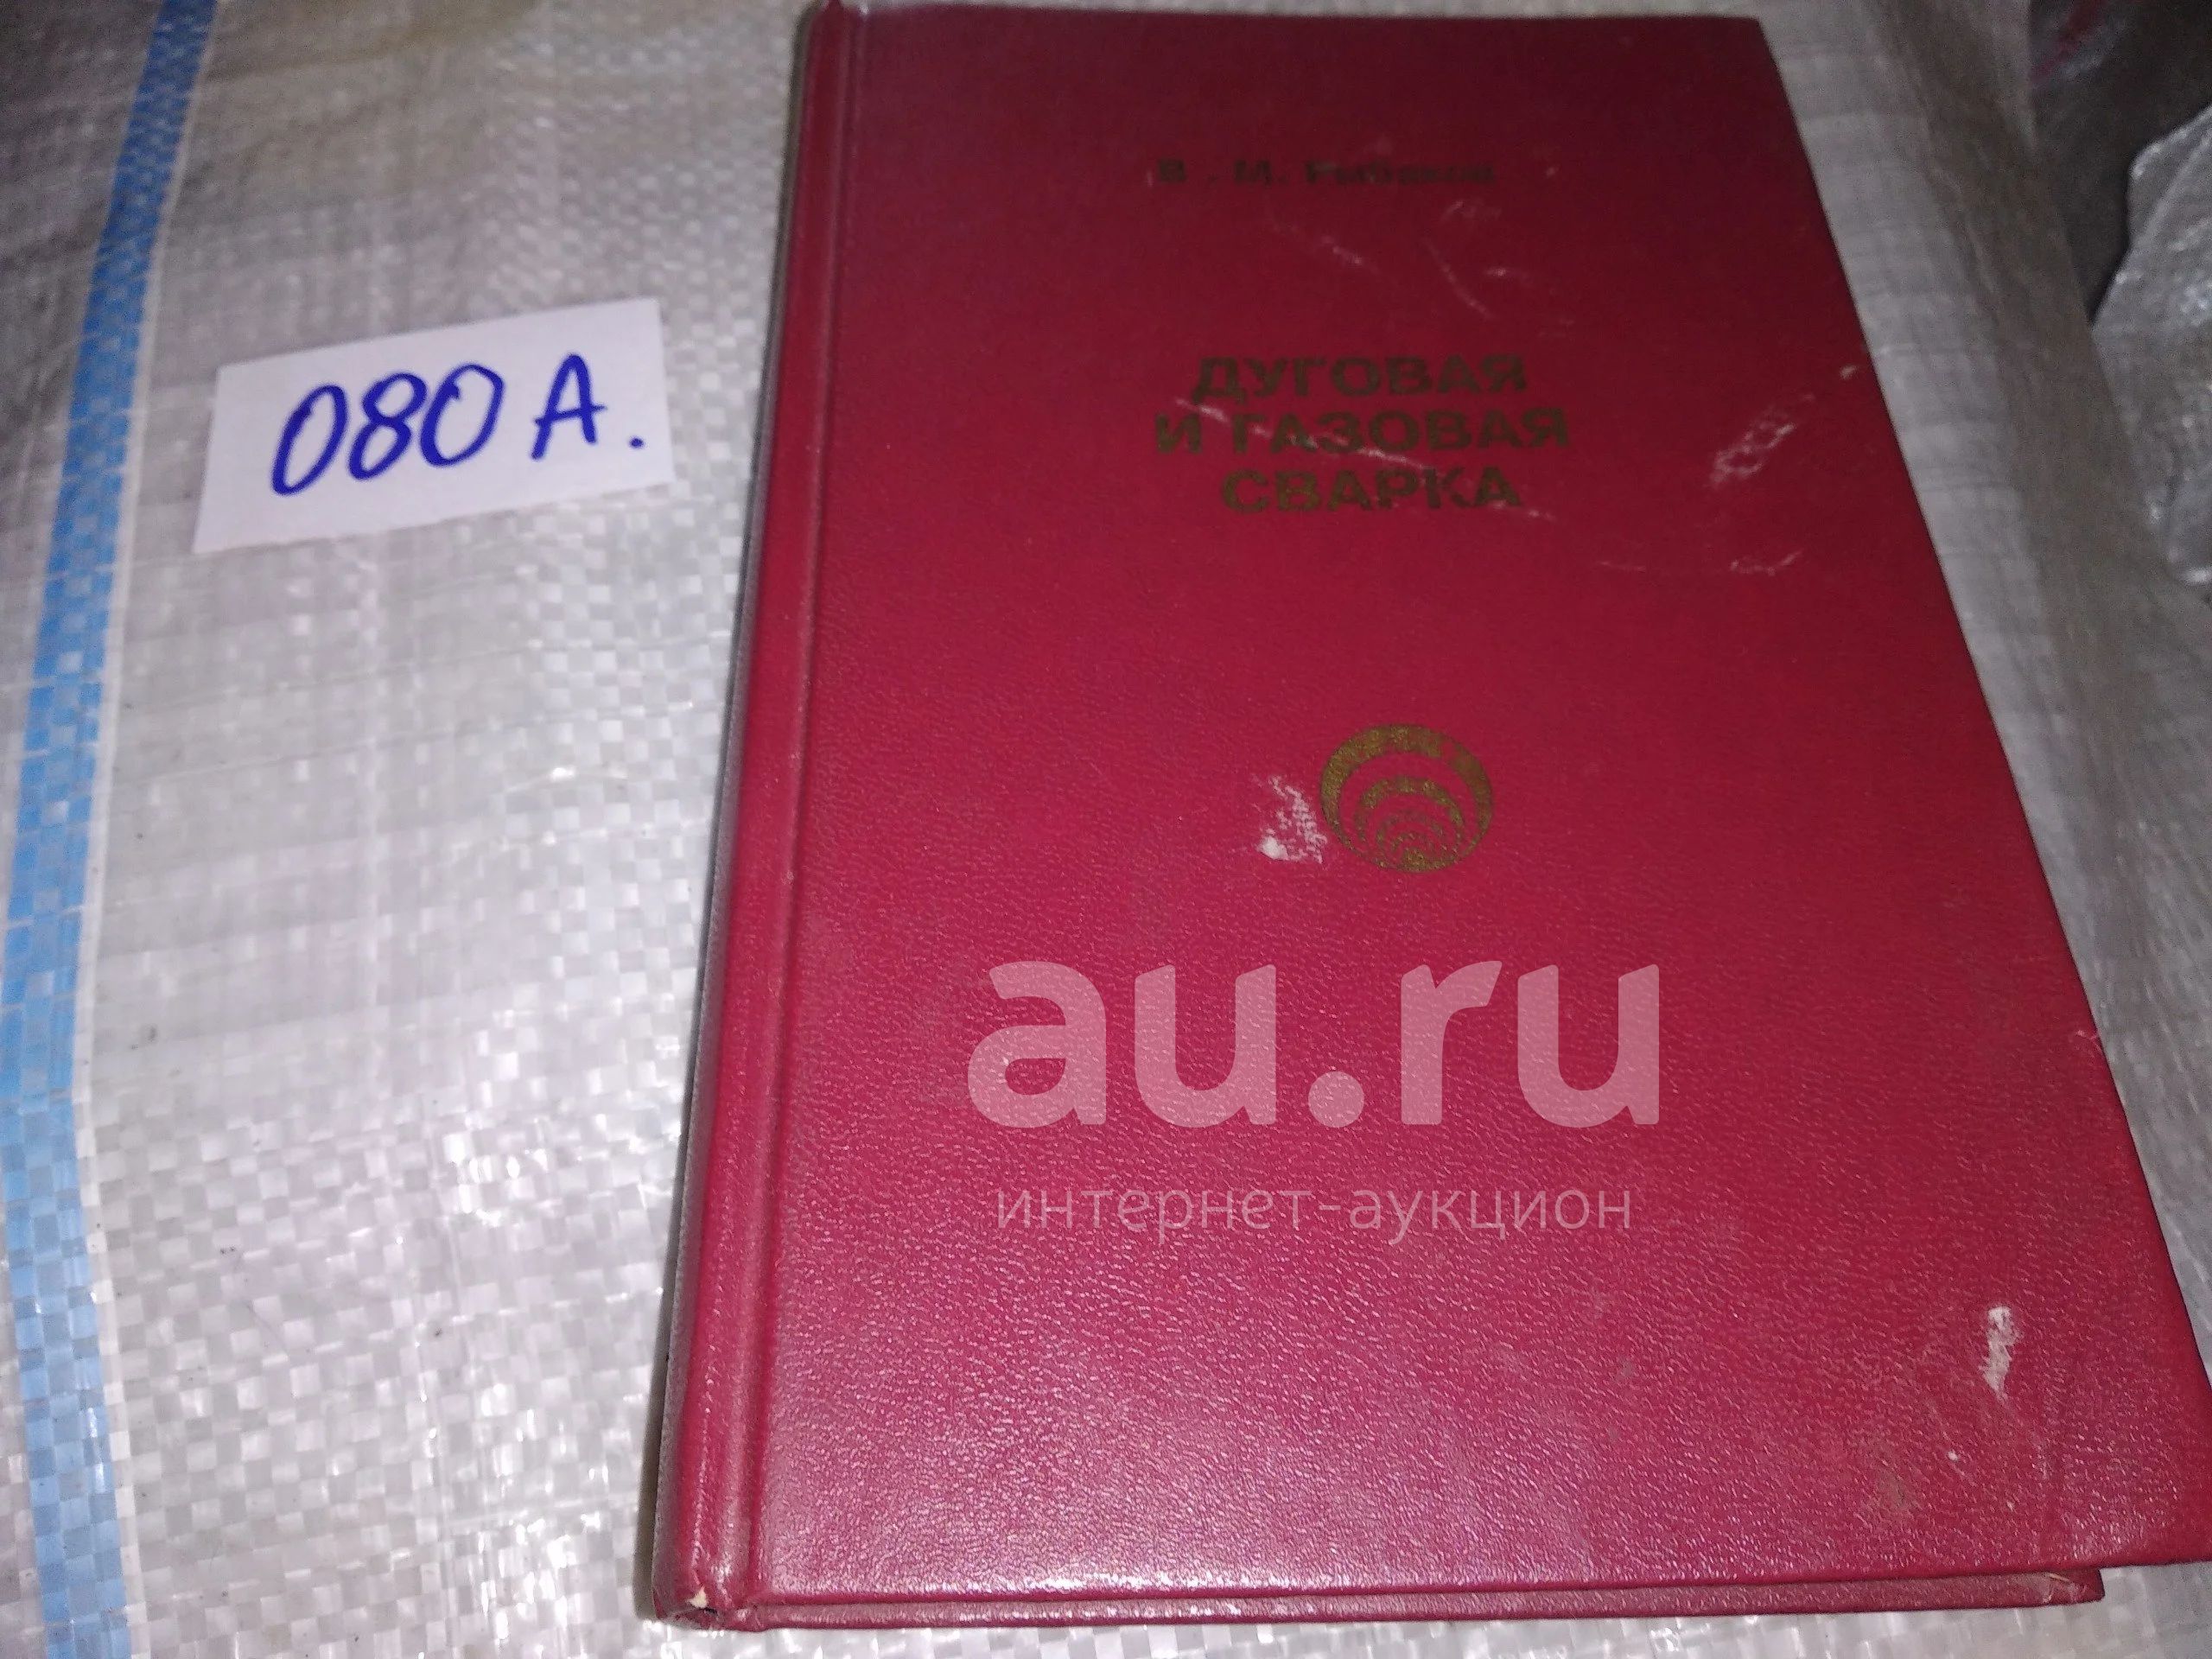 080 А.
В. М. Рыбаков
ДУГОВАЯ
И ГАЗОВАЯ
СВАРКА
au.ru
интернет-аукцион